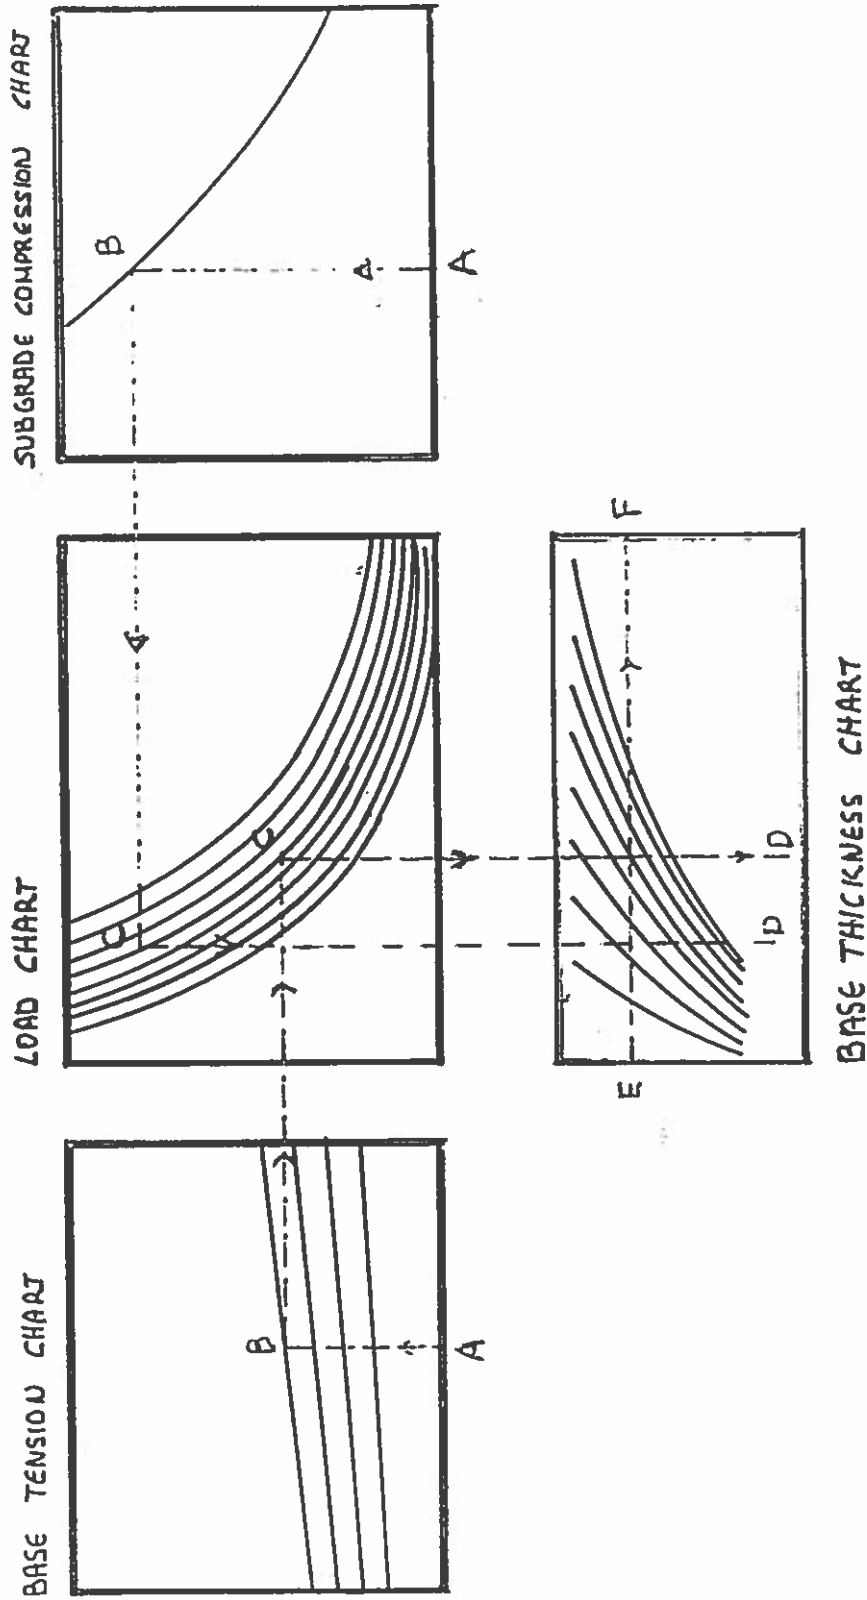 BASE TENSION CHART
LOAD CHART
SUBGRADE COMPRESSION CHART
B
A
C
C
B
A
D
D
E
F
BASE THICKNESS CHART